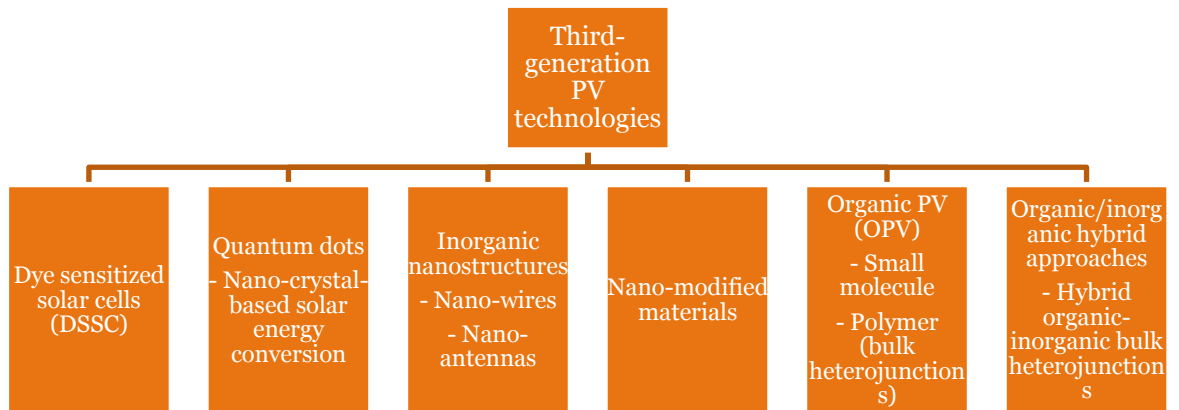 Third-
generation
PV
technologies
Dye sensitized
solar cells
(DSSC)
Quantum dots
- Nano-crystal-
based solar
energy
conversion
Inorganic
nanostructures
- Nano-wires
- Nano-
antennas
Nano-modified
materials
Organic PV
(OPV)
- Small
molecule
- Polymer
(bulk
heterojunction
s)
Organic/inorg
anic hybrid
approaches
- Hybrid
organic-
inorganic bulk
heterojunction
s